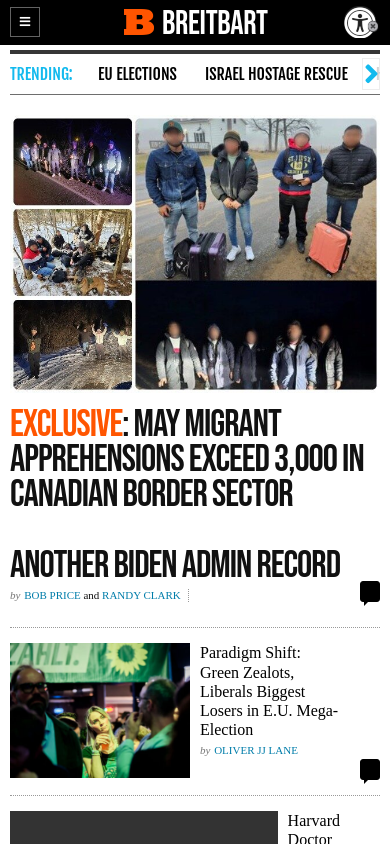 BREITBART
TRENDING: EU ELECTIONS ISRAEL HOSTAGE RESCUE
EXCLUSIVE: MAY MIGRANT
APPREHENSIONS EXCEED 3,000 IN
CANADIAN BORDER SECTOR
ANOTHER BIDEN ADMIN RECORD
by BOB PRICE and RANDY CLARK
Paradigm Shift:
Green Zealots,
Liberals Biggest
Losers in E.U. Mega-
Election
by OLIVER JJ LANE
Harvard
Doctor